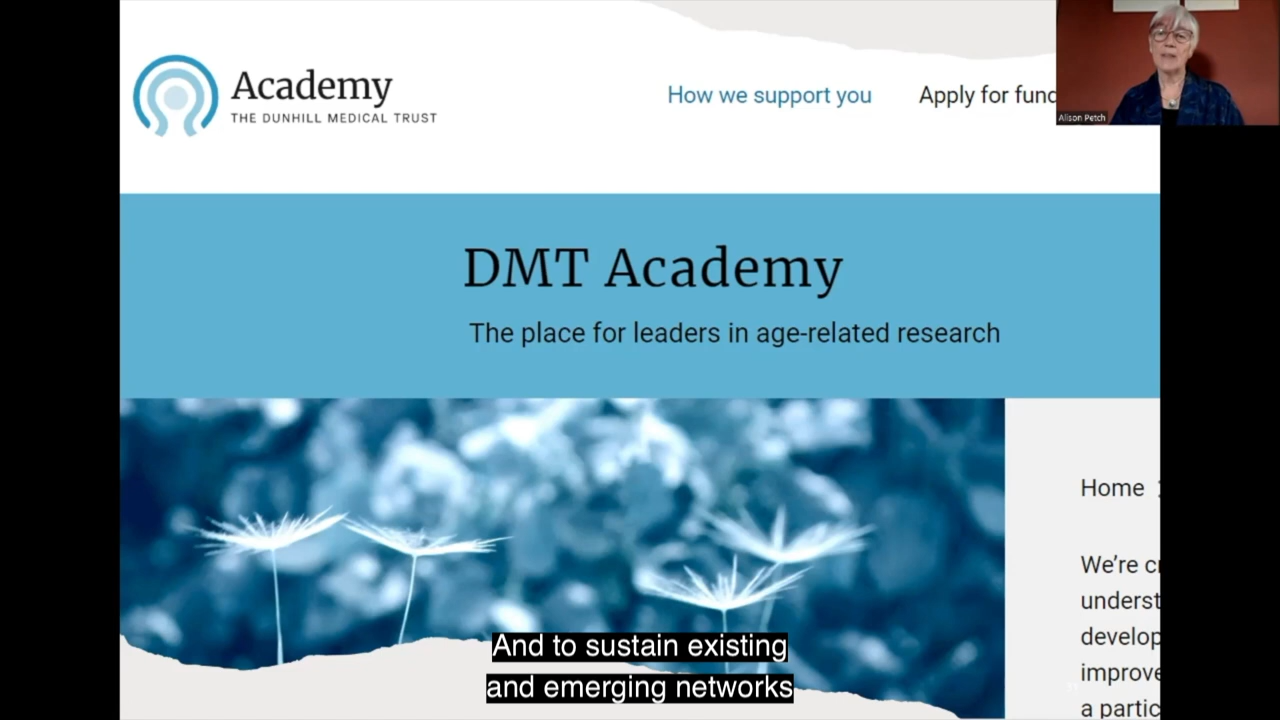 Academy
THE DUNHILL MEDICAL TRUST
How we support you
Apply for fund
Alison Petch
DMT Academy
The place for leaders in age-related research
Home
We're
underst
develop
improve
a partic
And to sustain existing
and emerging networks